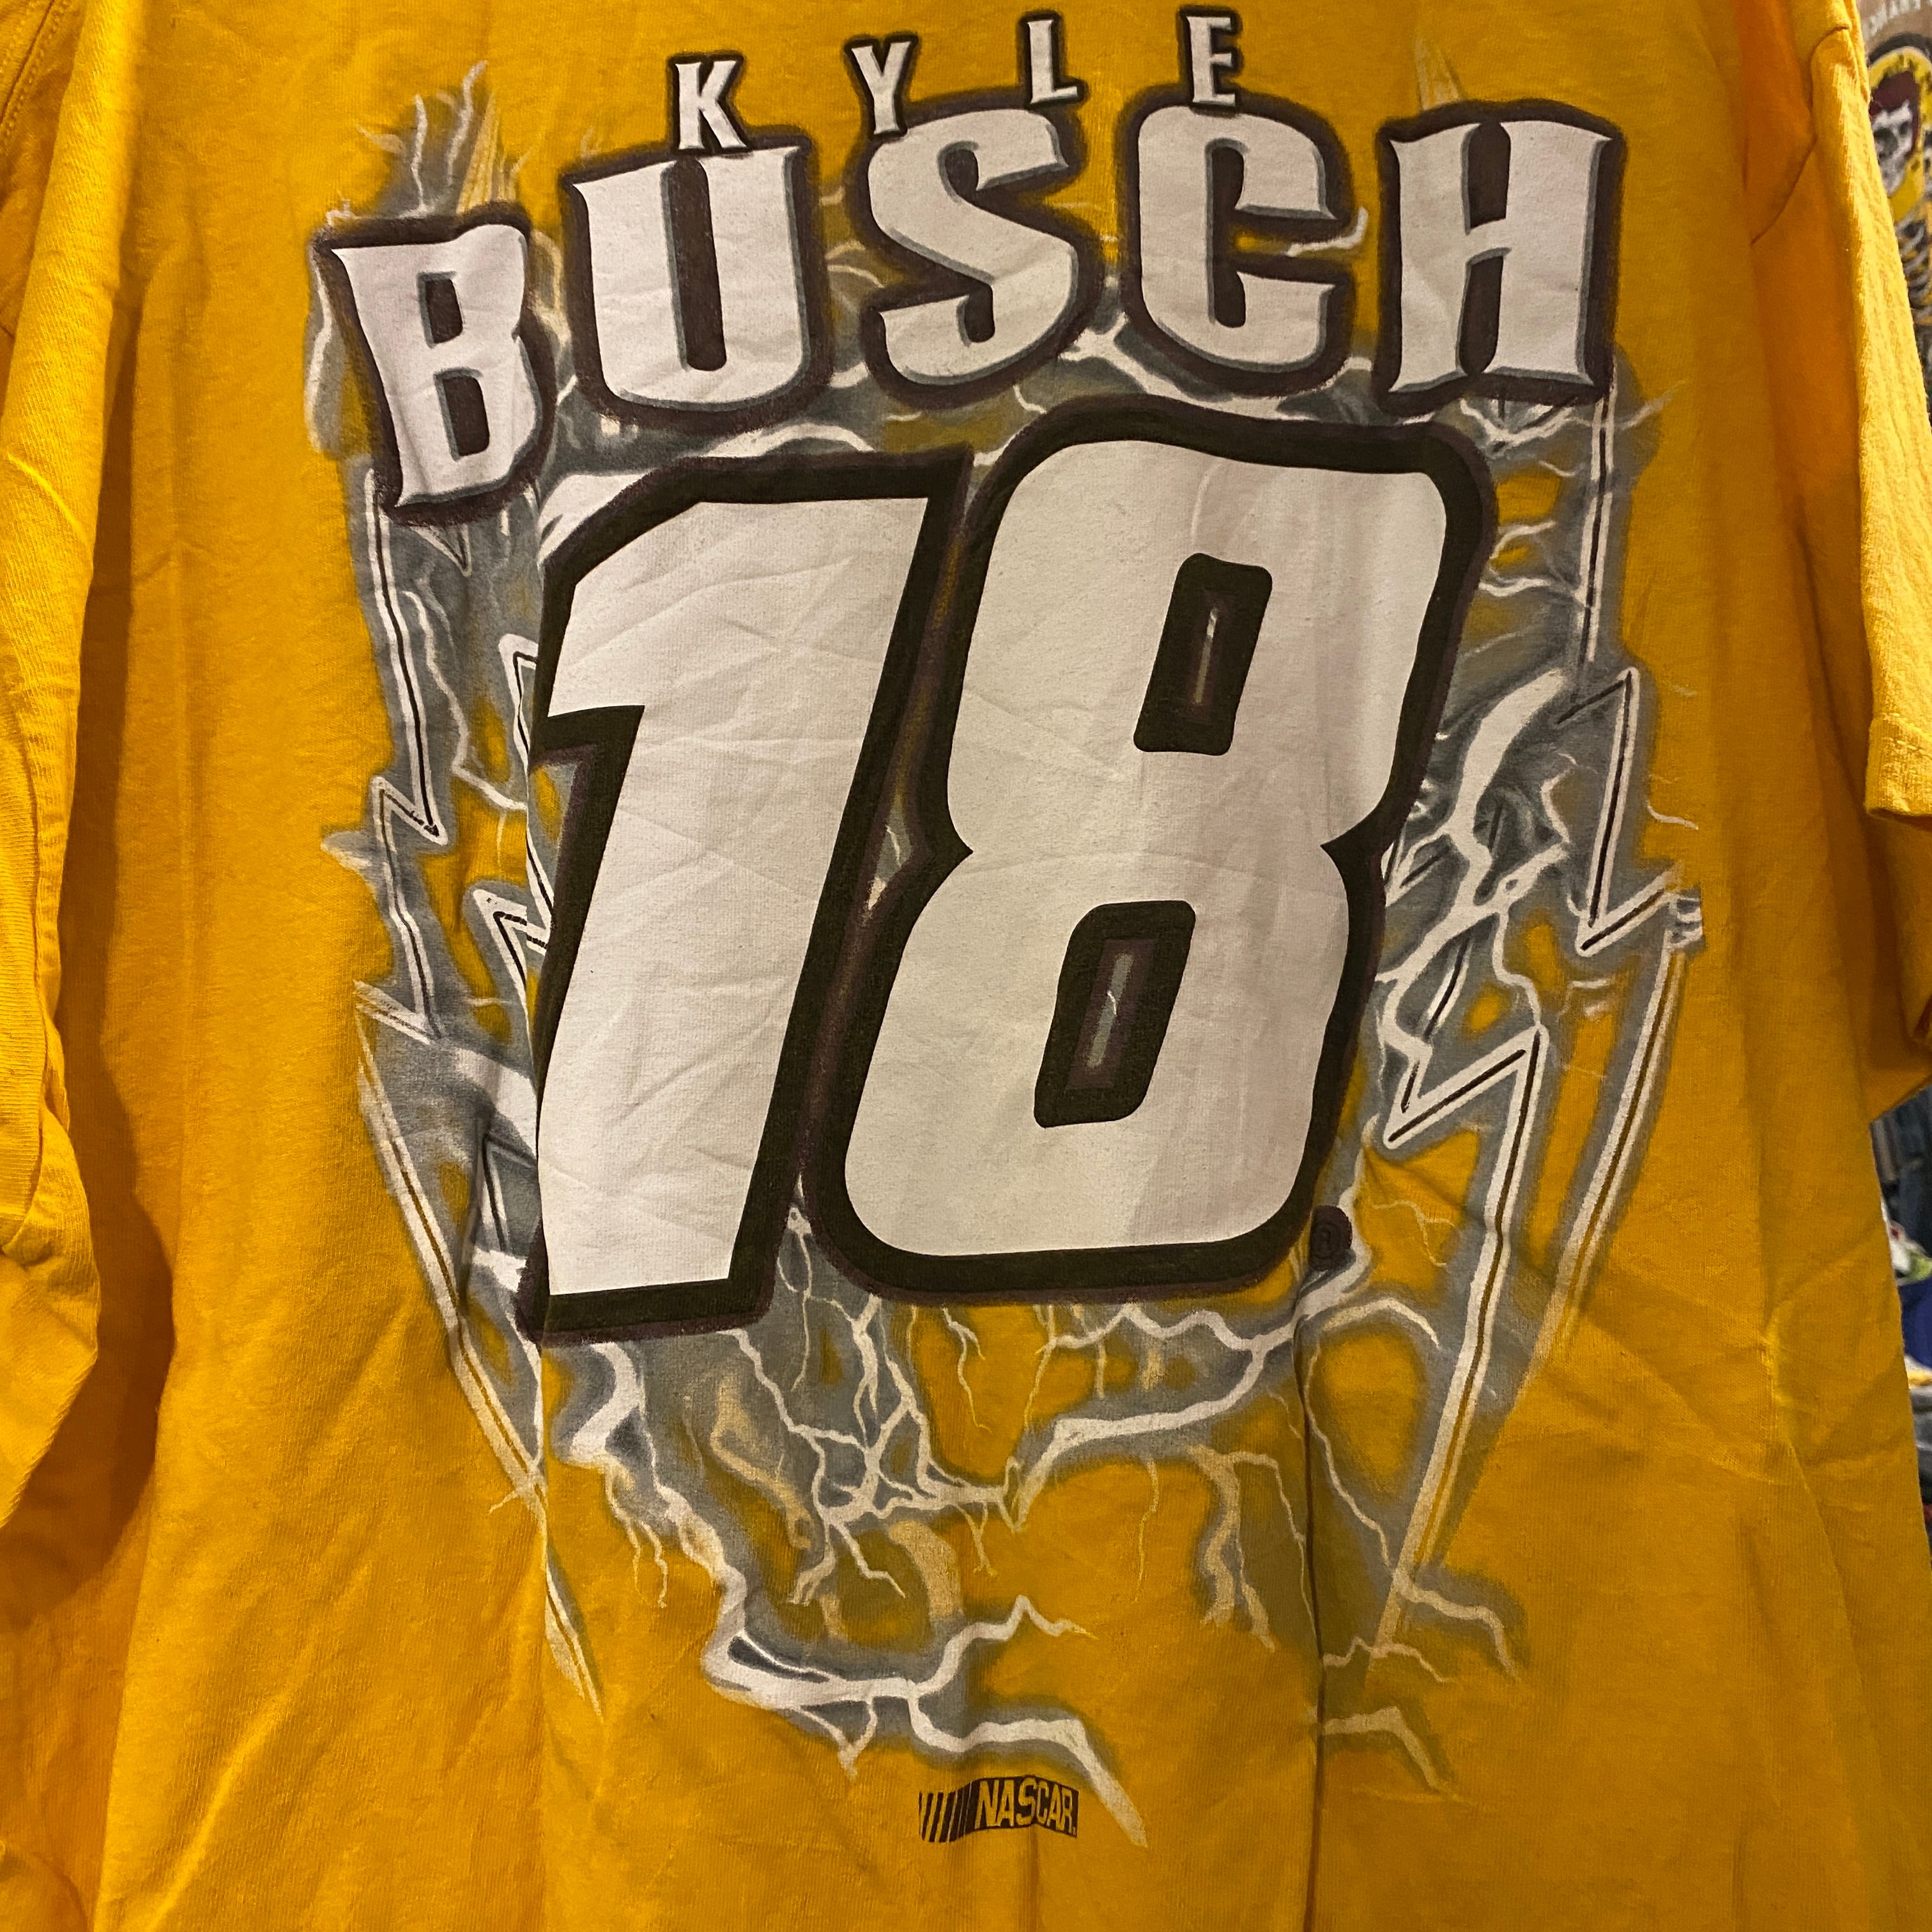 KYLE
BUSCH
18
®
NASCAR